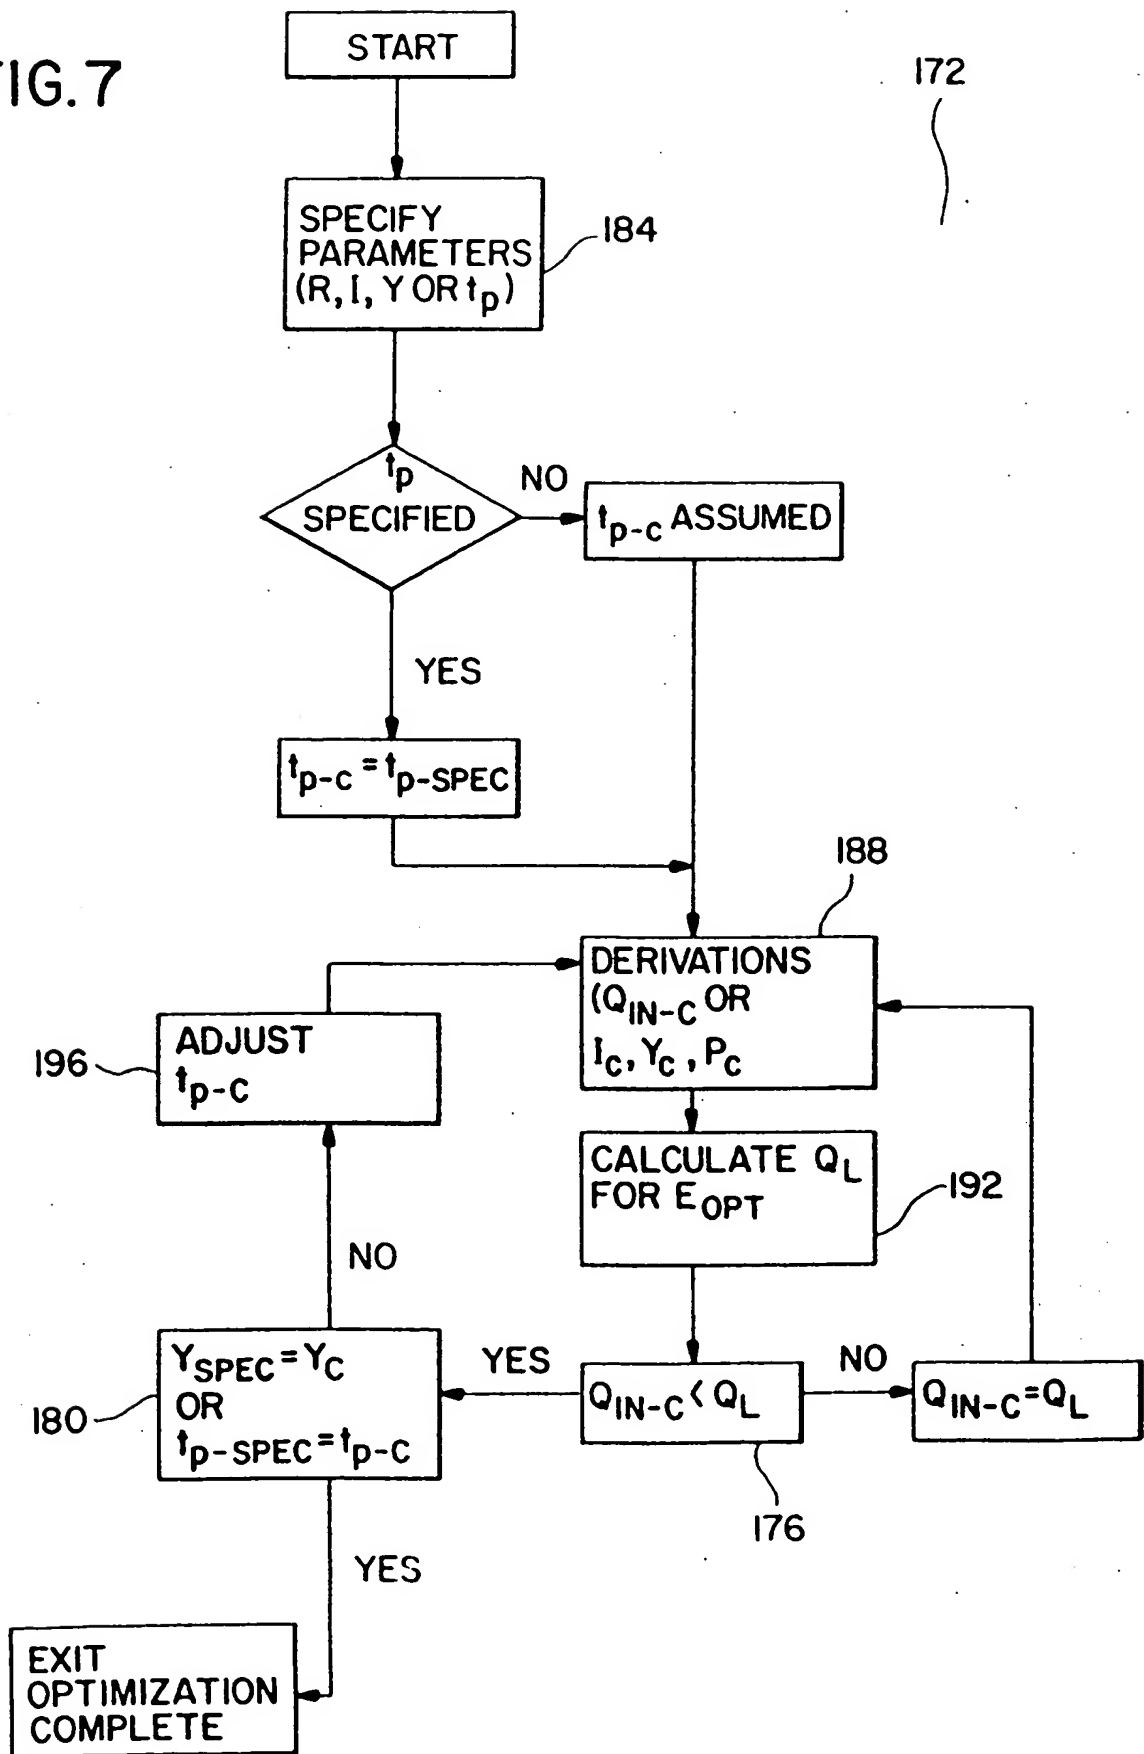 FIG. 7
172
START
SPECIFY
PARAMETERS
(R, I, Y OR tp)
184
tp
SPECIFIED
NO
tp-c ASSUMED
YES
tp-c = tp-SPEC
188
DERIVATIONS
(QIN-C OR
IC, YC, PC
196
ADJUST
tp-C
CALCULATE QL
FOR EOPT
192
NO
YSPEC = YC
OR
tp-SPEC = tp-C
180
YES
QIN-C < QL
NO
QIN-C = QL
176
YES
EXIT
OPTIMIZATION
COMPLETE